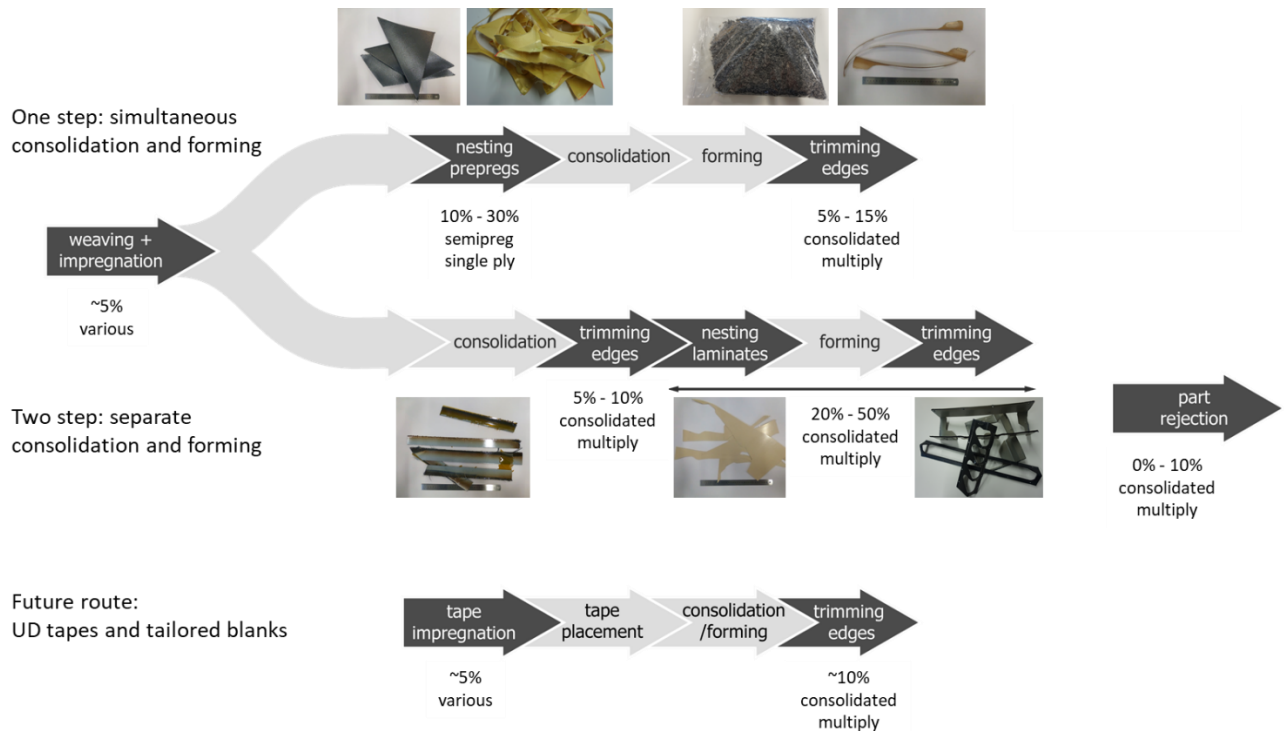 One step: simultaneous
consolidation and forming
nesting
prepregs
consolidation
forming
trimming
edges
10% - 30%
semipreg
single ply
5% - 15%
consolidated
multiply
weaving +
impregnation
~5%
various
consolidation
trimming
edges
nesting
laminates
forming
trimming
edges
Two step: separate
consolidation and forming
5% - 10%
consolidated
multiply
20% - 50%
consolidated
multiply
part
rejection
0% - 10%
consolidated
multiply
Future route:
UD tapes and tailored blanks
tape
impregnation
tape
placement
consolidation
/forming
trimming
edges
~5%
various
~10%
consolidated
multiply